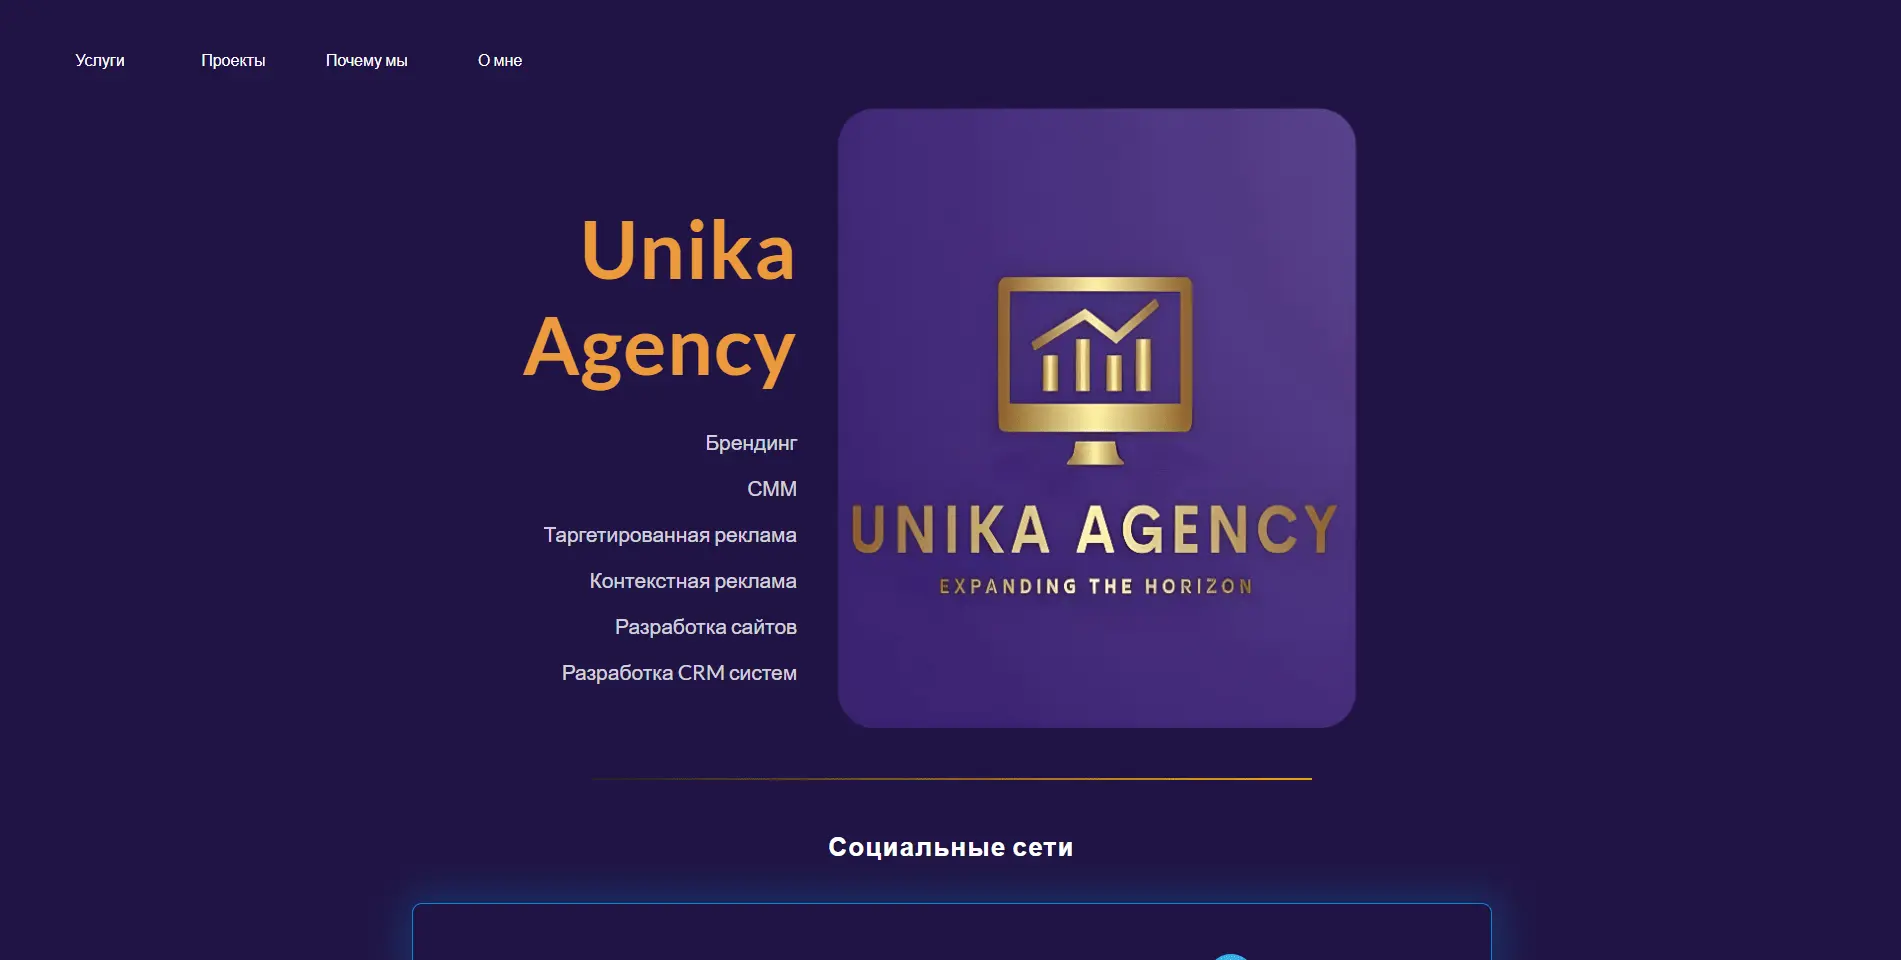 Услуги
Проекты
Почему мы
О мне
Unika
Agency
Брендинг
СММ
Таргетированная реклама
Контекстная реклама
Разработка сайтов
Разработка CRM систем
UNIKA AGENCY
EXPANDING THE HORIZON
Социальные сети